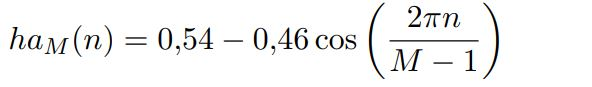 ha_M(n) = 0,54 − 0,46 cos(2πn / (M − 1))